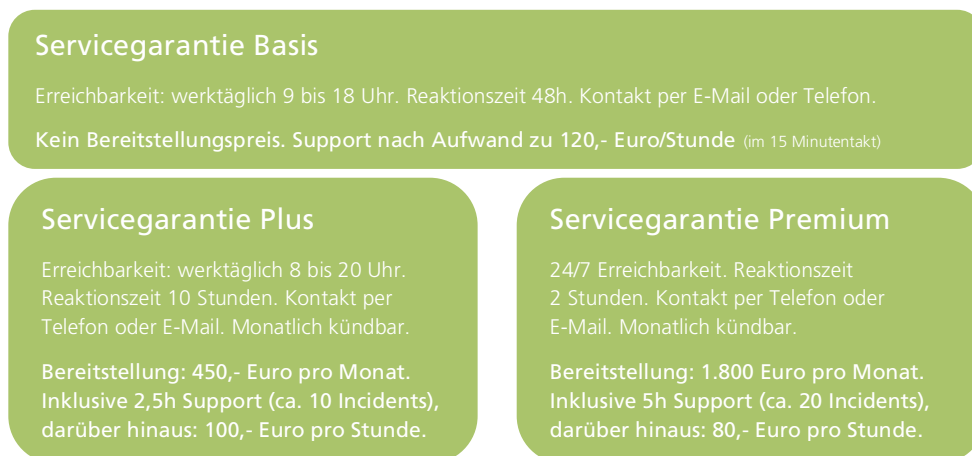 Servicegarantie Basis
Erreichbarkeit: werktäglich 9 bis 18 Uhr. Reaktionszeit 48h. Kontakt per E-Mail oder Telefon.
Kein Bereitstellungspreis. Support nach Aufwand zu 120,- Euro/Stunde (im 15 Minutentakt)
Servicegarantie Plus
Erreichbarkeit: werktäglich 8 bis 20 Uhr.
Reaktionszeit 10 Stunden. Kontakt per
Telefon oder E-Mail. Monatlich kündbar.
Bereitstellung: 450,- Euro pro Monat.
Inklusive 2,5h Support (ca. 10 Incidents),
darüber hinaus: 100,- Euro pro Stunde.
Servicegarantie Premium
24/7 Erreichbarkeit. Reaktionszeit
2 Stunden. Kontakt per Telefon oder
E-Mail. Monatlich kündbar.
Bereitstellung: 1.800 Euro pro Monat.
Inklusive 5h Support (ca. 20 Incidents),
darüber hinaus: 80,- Euro pro Stunde.